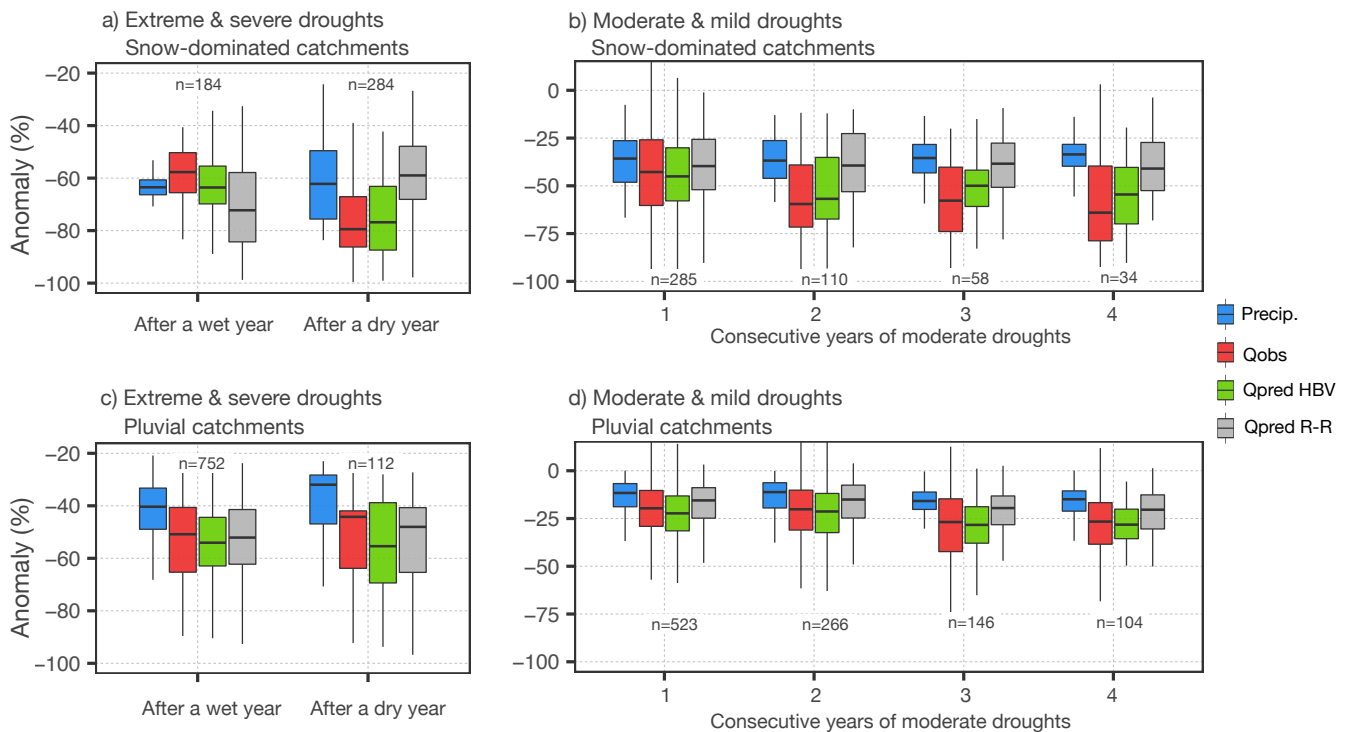 a) Extreme & severe droughts
Snow-dominated catchments
Anomaly (%)
−20
−40
−60
−80
−100
n=184
n=284
After a wet year
After a dry year
b) Moderate & mild droughts
Snow-dominated catchments
0
−25
−50
−75
−100
n=285
n=110
n=58
n=34
1
2
3
4
Consecutive years of moderate droughts
Precip.
Qobs
Qpred HBV
Qpred R-R
c) Extreme & severe droughts
Pluvial catchments
Anomaly (%)
−20
−40
−60
−80
−100
n=752
n=112
After a wet year
After a dry year
d) Moderate & mild droughts
Pluvial catchments
0
−25
−50
−75
−100
n=523
n=266
n=146
n=104
1
2
3
4
Consecutive years of moderate droughts